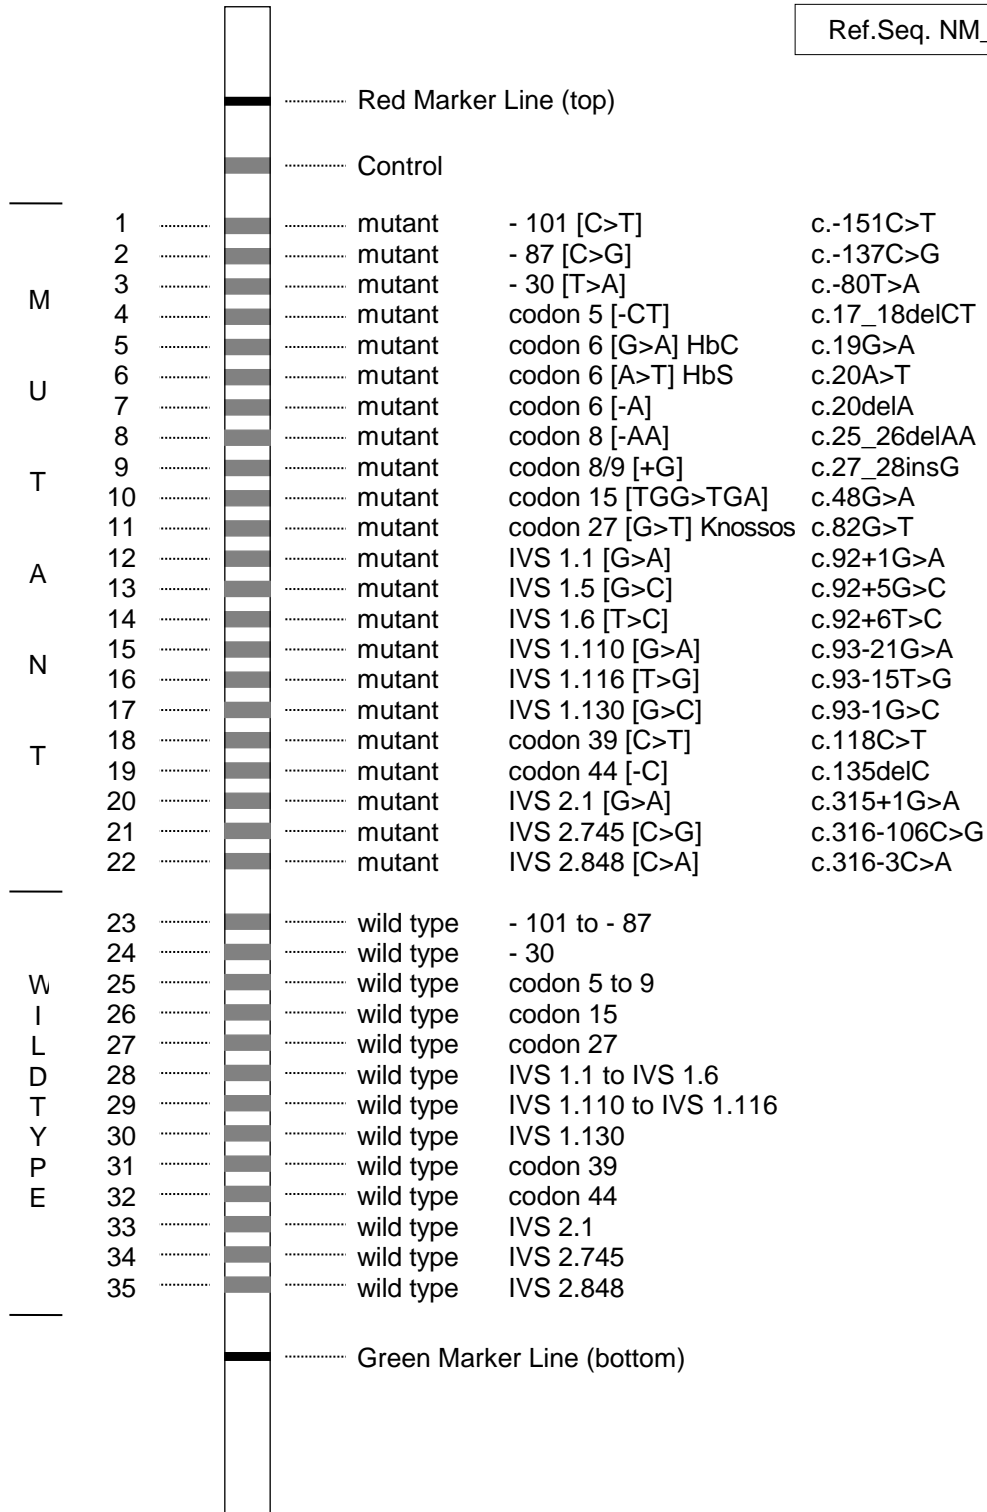 Ref.Seq. NM_
Red Marker Line (top)
Control
1 mutant - 101 [C>T] c.-151C>T
2 mutant - 87 [C>G] c.-137C>G
3 mutant - 30 [T>A] c.-80T>A
4 mutant codon 5 [-CT] c.17_18delCT
5 mutant codon 6 [G>A] HbC c.19G>A
6 mutant codon 6 [A>T] HbS c.20A>T
7 mutant codon 6 [-A] c.20delA
8 mutant codon 8 [-AA] c.25_26delAA
9 mutant codon 8/9 [+G] c.27_28insG
10 mutant codon 15 [TGG>TGA] c.48G>A
11 mutant codon 27 [G>T] Knossos c.82G>T
12 mutant IVS 1.1 [G>A] c.92+1G>A
13 mutant IVS 1.5 [G>C] c.92+5G>C
14 mutant IVS 1.6 [T>C] c.92+6T>C
15 mutant IVS 1.110 [G>A] c.93-21G>A
16 mutant IVS 1.116 [T>G] c.93-15T>G
17 mutant IVS 1.130 [G>C] c.93-1G>C
18 mutant codon 39 [C>T] c.118C>T
19 mutant codon 44 [-C] c.135delC
20 mutant IVS 2.1 [G>A] c.315+1G>A
21 mutant IVS 2.745 [C>G] c.316-106C>G
22 mutant IVS 2.848 [C>A] c.316-3C>A
MUTANT
23 wild type - 101 to - 87
24 wild type - 30
25 wild type codon 5 to 9
26 wild type codon 15
27 wild type codon 27
28 wild type IVS 1.1 to IVS 1.6
29 wild type IVS 1.110 to IVS 1.116
30 wild type IVS 1.130
31 wild type codon 39
32 wild type codon 44
33 wild type IVS 2.1
34 wild type IVS 2.745
35 wild type IVS 2.848
WILDTYPE
Green Marker Line (bottom)